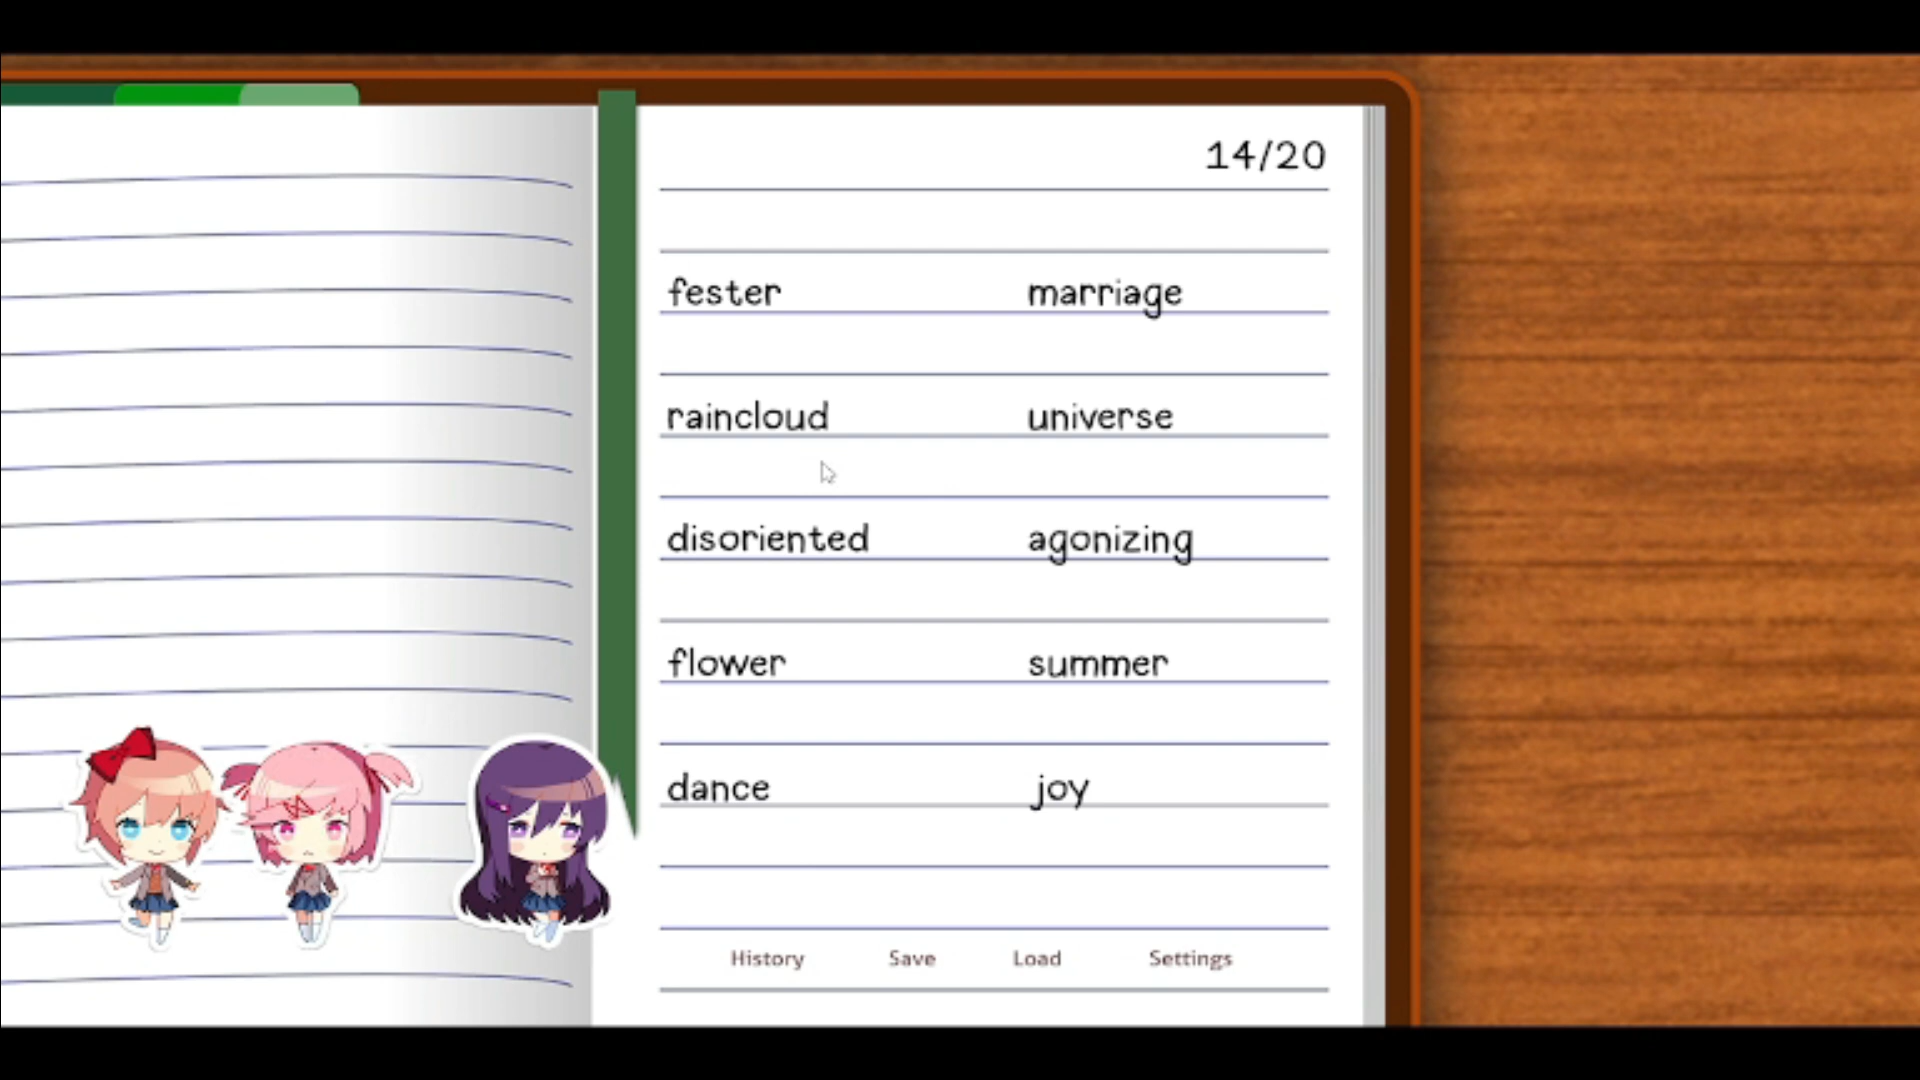 14/20
fester marriage
raincloud universe
disoriented agonizing
flower summer
dance joy
History Save Load Settings